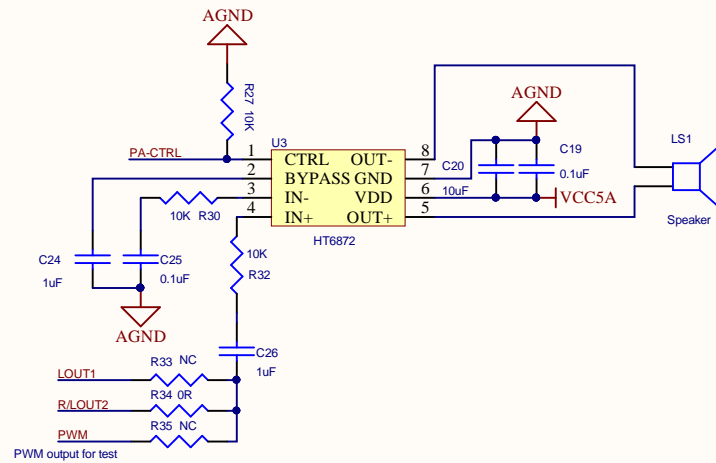 AGND
R27 10K
PA-CTRL
U3
1 CTRL OUT- 8
2 BYPASS GND 7
3 IN- VDD 6
4 IN+ OUT+ 5
HT6872
AGND
C20
10uF
C19
0.1uF
VCC5A
LS1
Speaker
10K R30
C24
1uF
C25
0.1uF
AGND
10K
R32
C26
1uF
LOUT1
R33 NC
R/LOUT2
R34 0R
PWM
R35 NC
PWM output for test